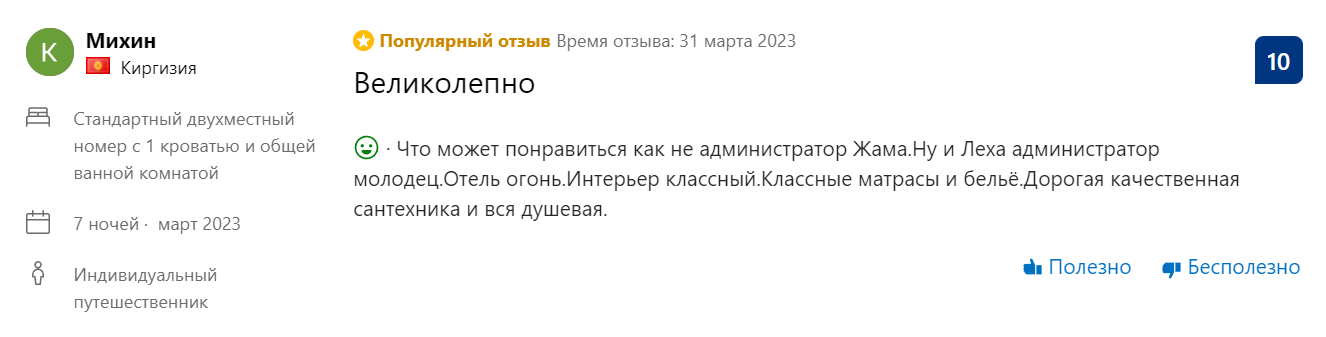 К
Михин
Киргизия
Стандартный двухместный
номер с 1 кроватью и общей
ванной комнатой
7 ночей · март 2023
Индивидуальный
путешественник
Популярный отзыв Время отзыва: 31 марта 2023
10
Великолепно
· Что может понравиться как не администратор Жама.Ну и Леха администратор
молодец.Отель огонь.Интерьер классный.Классные матрасы и бельё.Дорогая качественная
сантехника и вся душевая.
Полезно Бесполезно